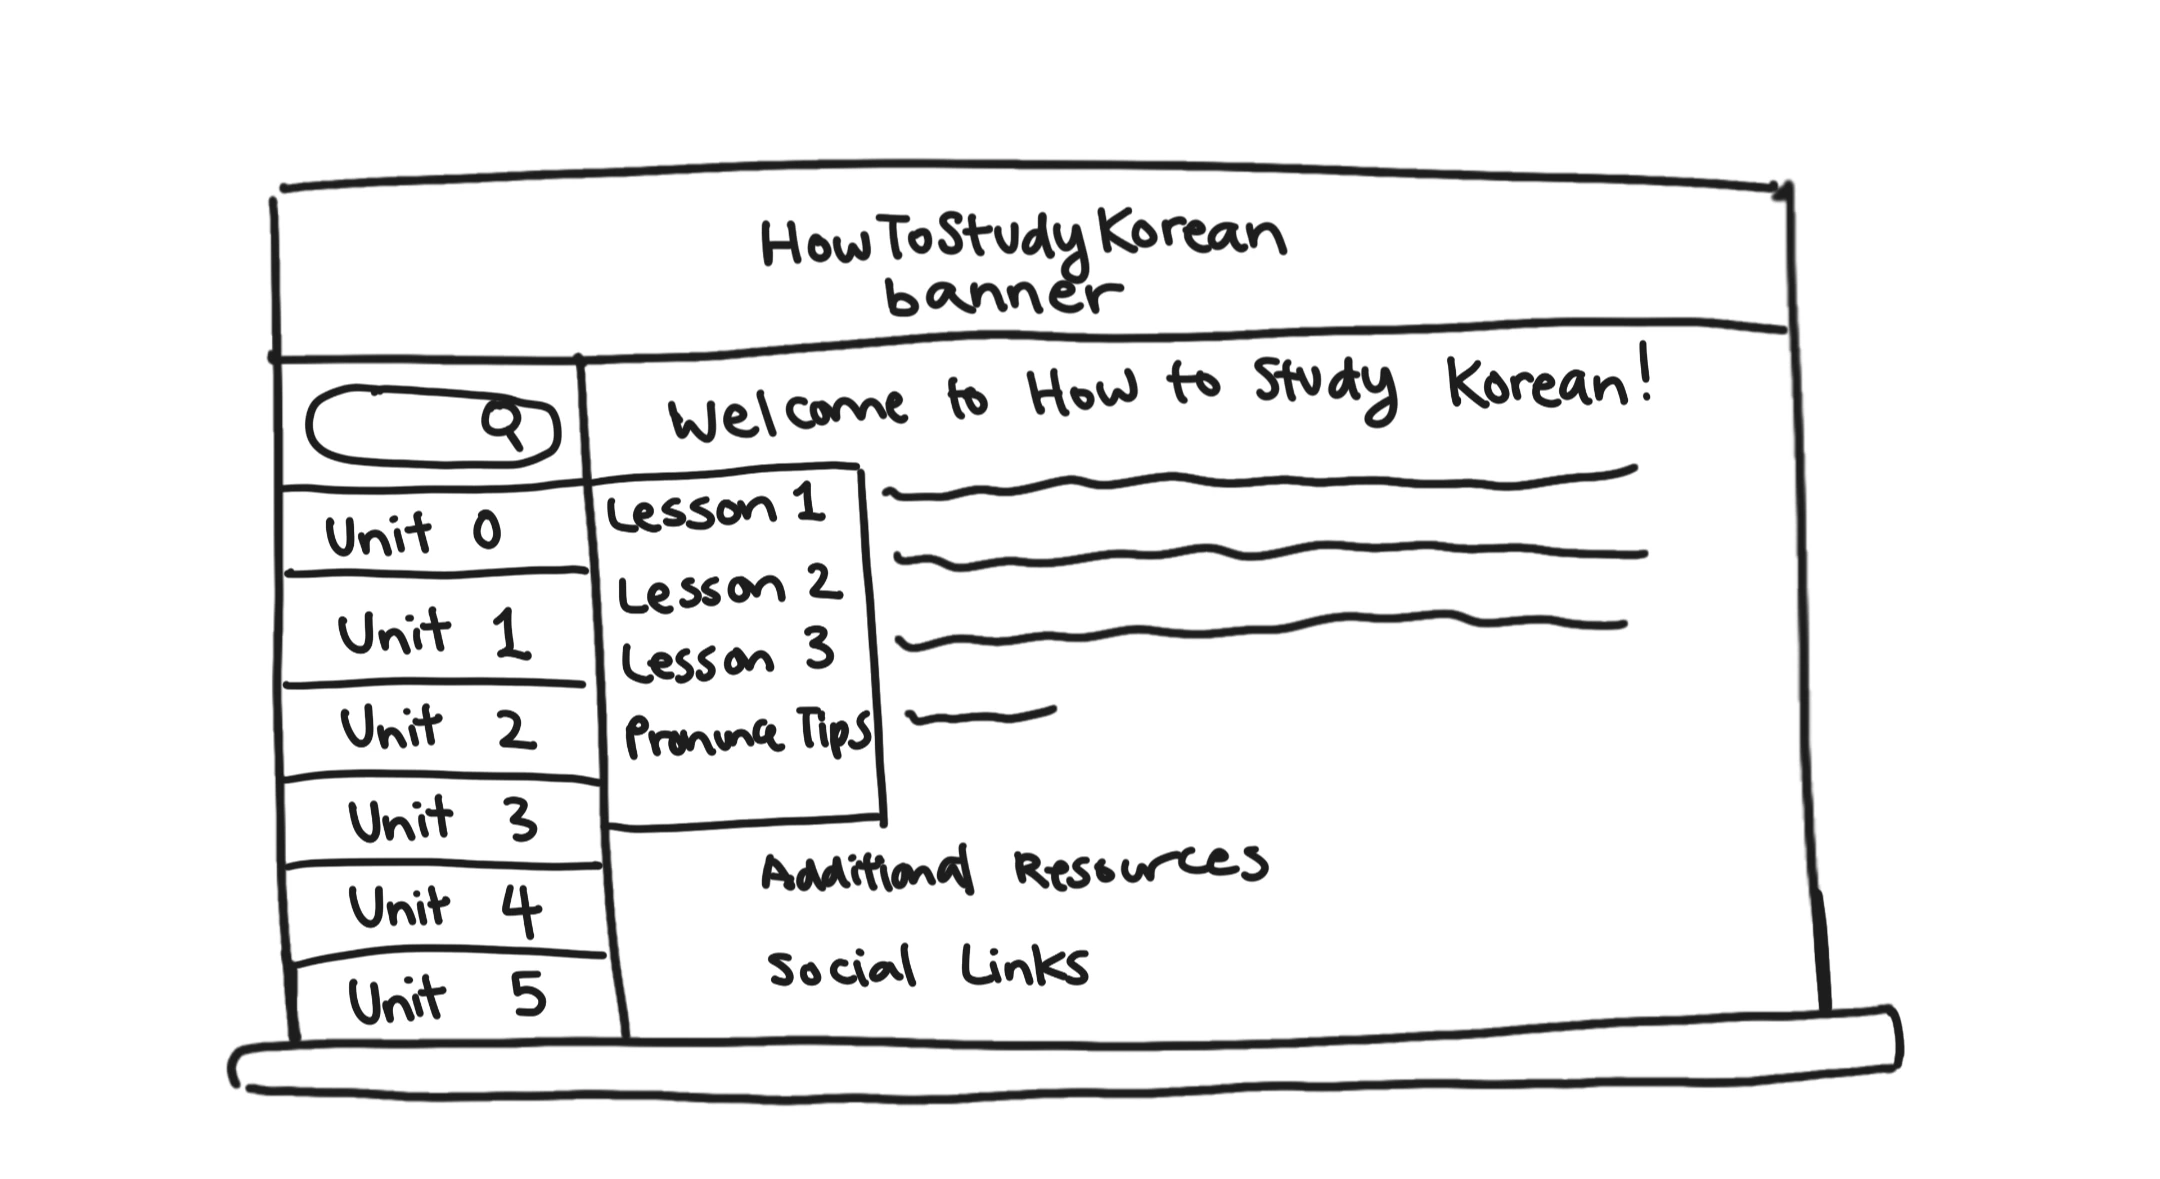 HowToStudyKorean
banner
Welcome to How to Study Korean!
Unit 0
Unit 1
Unit 2
Unit 3
Unit 4
Unit 5
Lesson 1
Lesson 2
Lesson 3
Pronunce Tips
Additional Resources
Social Links